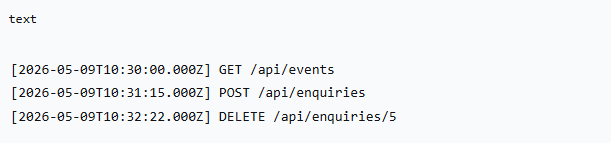 text
[2026-05-09T10:30:00.000Z] GET /api/events
[2026-05-09T10:31:15.000Z] POST /api/enquiries
[2026-05-09T10:32:22.000Z] DELETE /api/enquiries/5